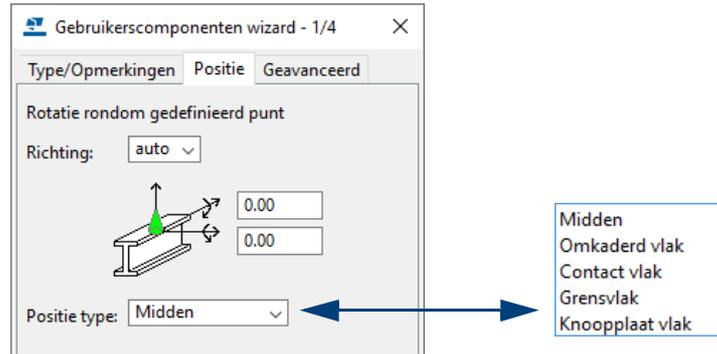 Gebruikerscomponenten wizard - 1/4
Type/Opmerkingen Positie Geavanceerd
Rotatie rondom gedefinieerd punt
Richting: auto
0.00
0.00
Positie type: Midden
Midden
Omkaderd vlak
Contact vlak
Grensvlak
Knoopplaat vlak